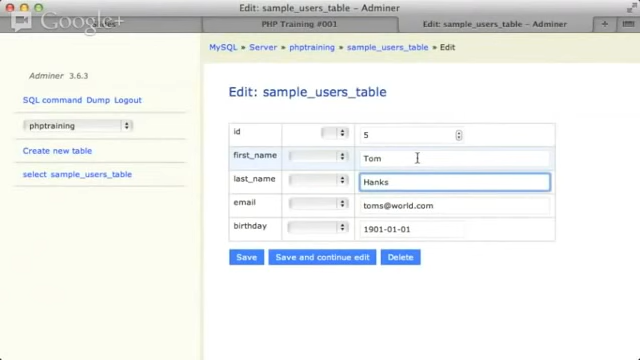 Edit: sample_users_table – Adminer
PHP Training #001
Edit: sample_users_table – Adminer
Google+
MySQL » Server » phptraining » sample_users_table » Edit
Adminer 3.6.3
SQL command Dump Logout
phptraining
Create new table
select sample_users_table
Edit: sample_users_table
id 5
first_name Tom
last_name Hanks
email toms@world.com
birthday 1901-01-01
Save Save and continue edit Delete